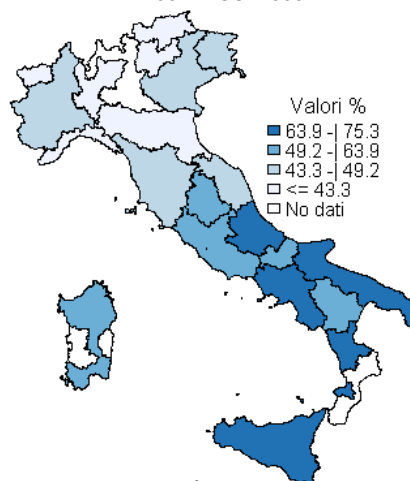 Valori %
63.9 -| 75.3
49.2 -| 63.9
43.3 -| 49.2
<= 43.3
No dati